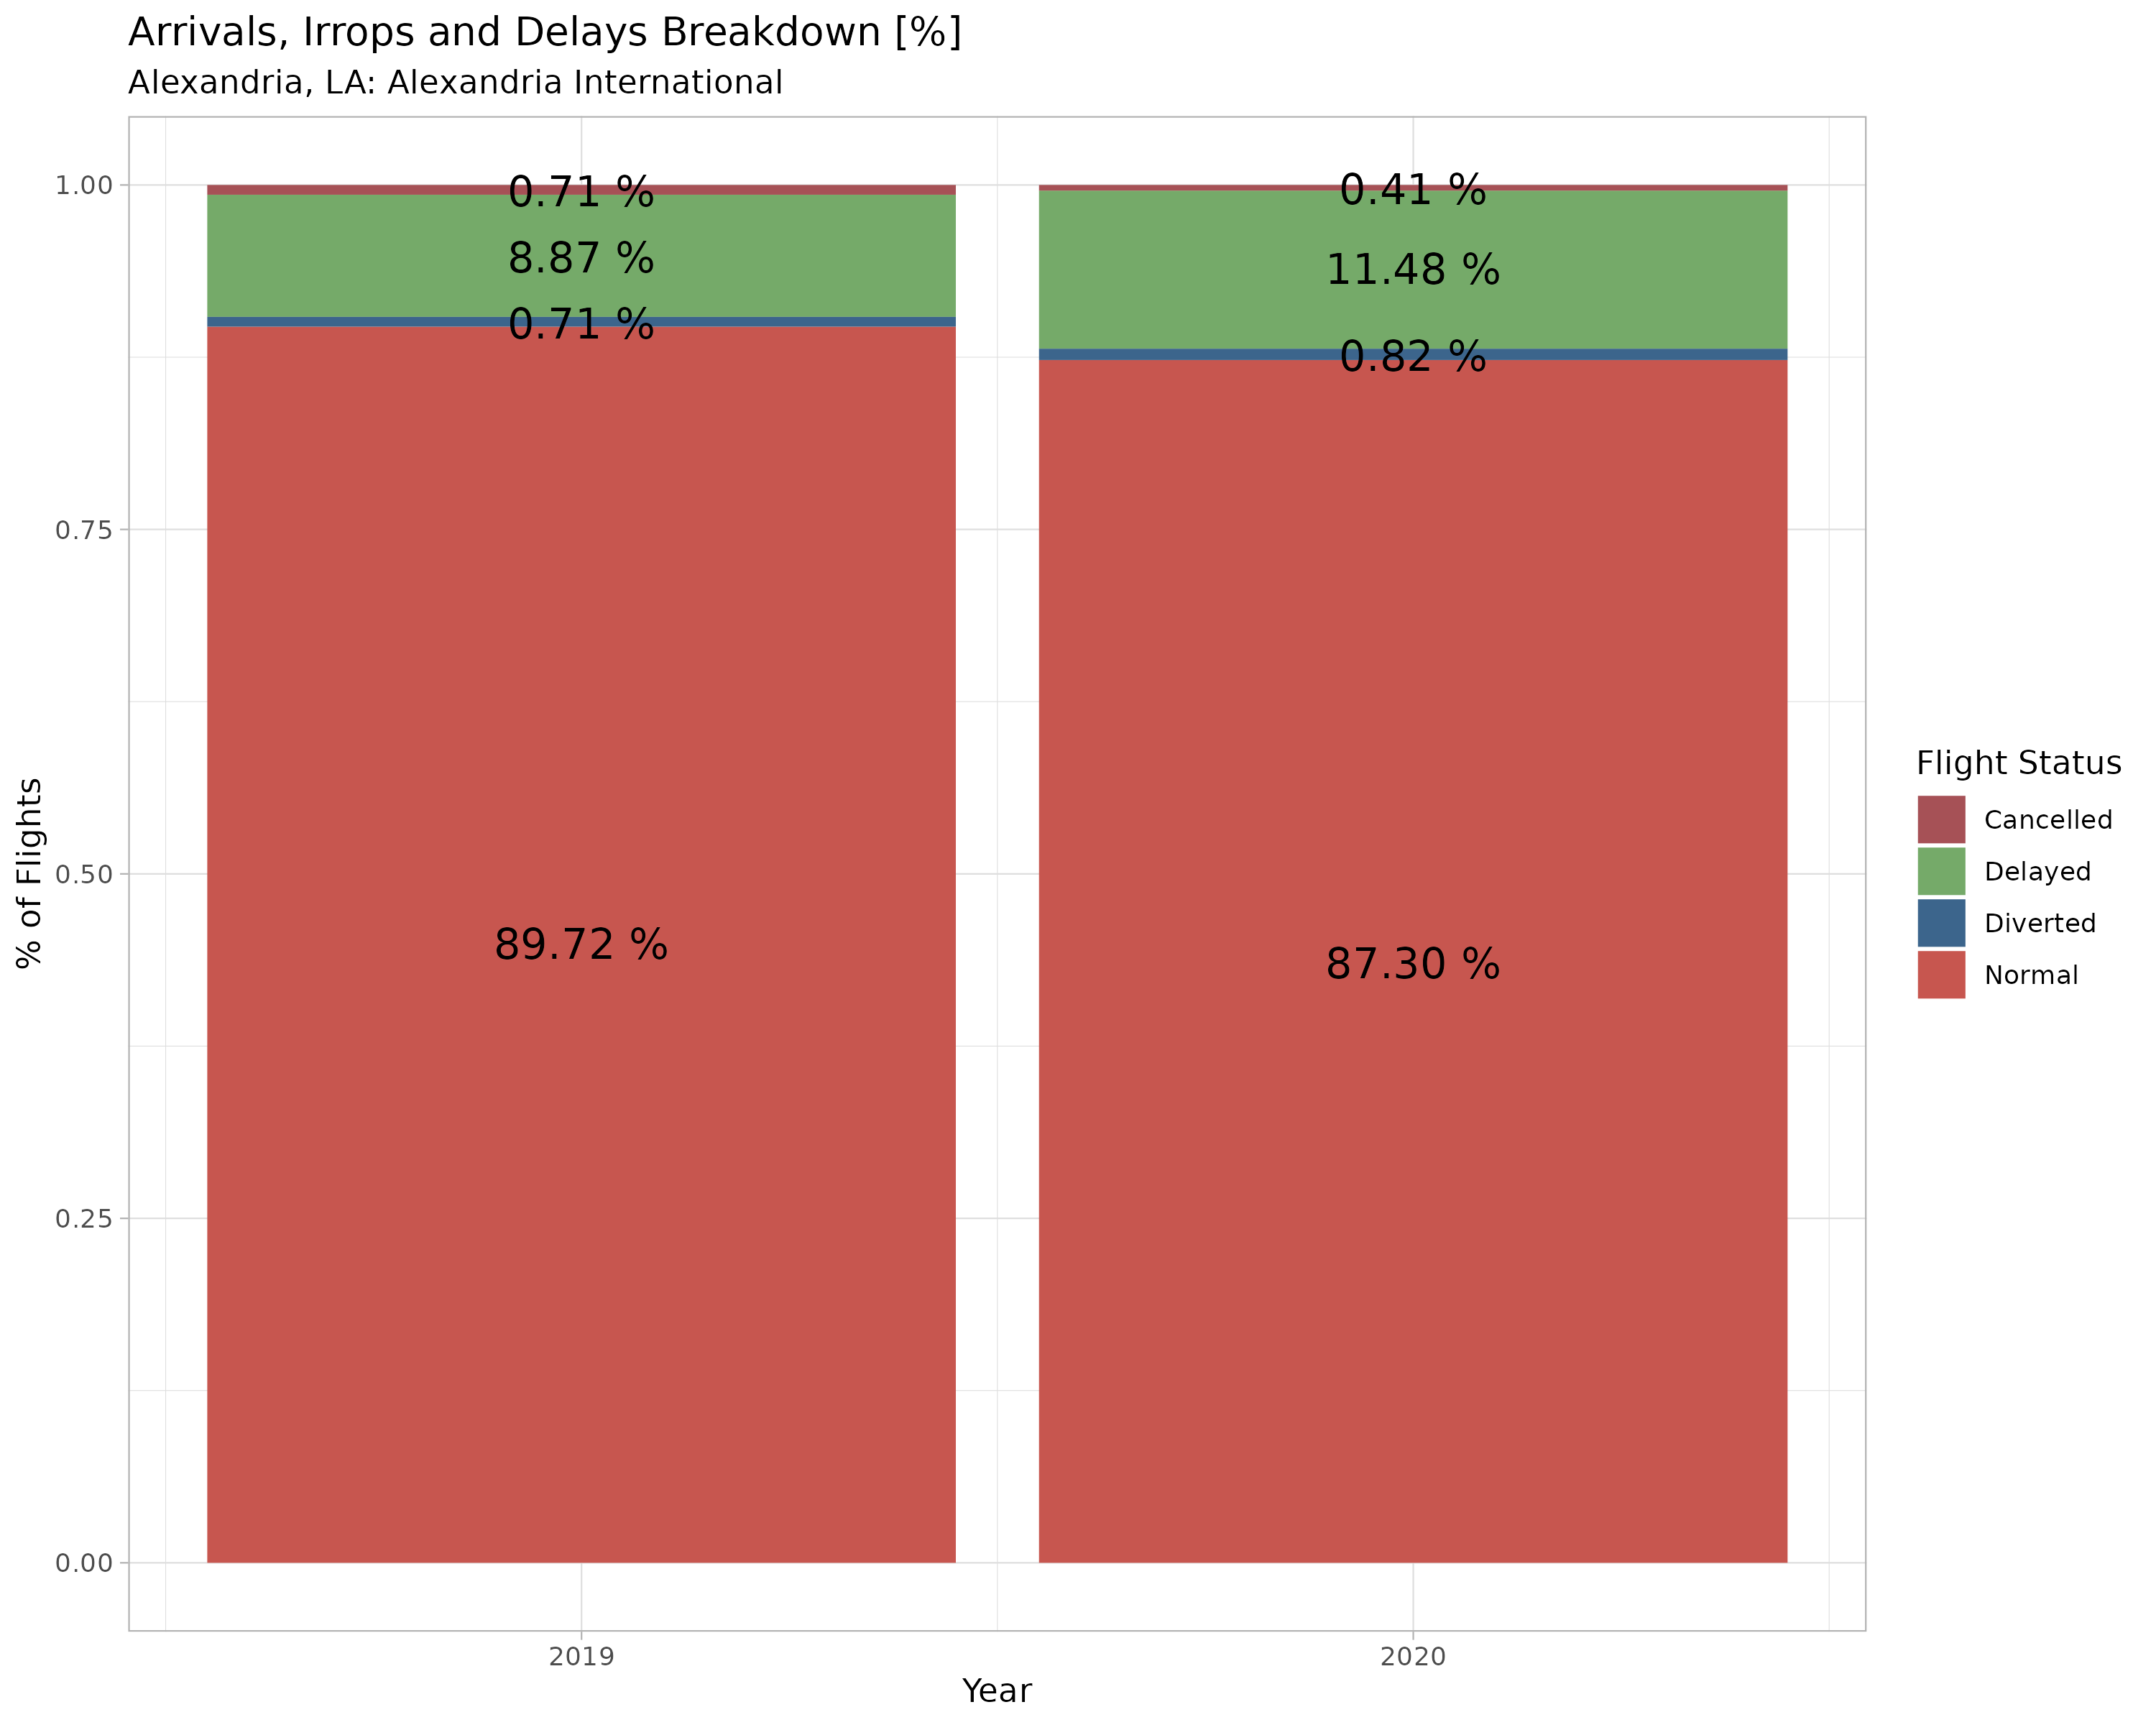 Arrivals, Irrops and Delays Breakdown [%]
Alexandria, LA: Alexandria International
1.00
0.75
0.50
0.25
0.00
% of Flights
0.71 %
8.87 %
0.71 %
89.72 %
0.41 %
11.48 %
0.82 %
87.30 %
2019
2020
Year
Flight Status
Cancelled
Delayed
Diverted
Normal